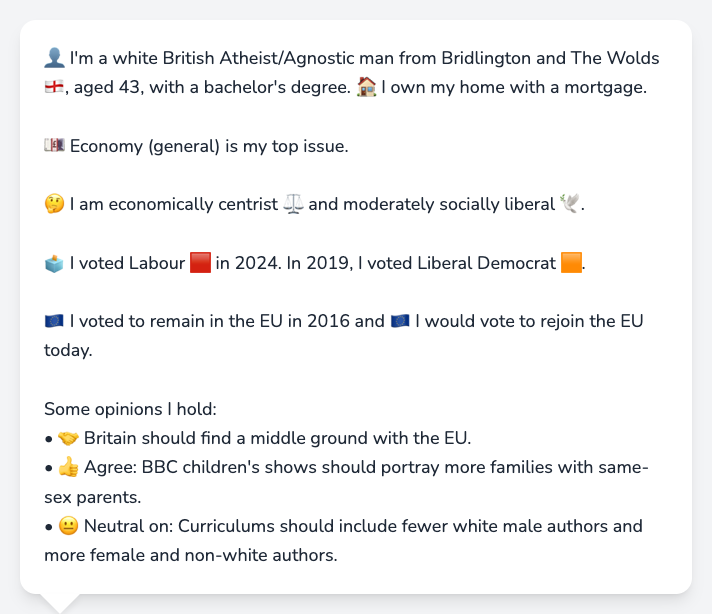 👤 I'm a white British Atheist/Agnostic man from Bridlington and The Wolds
🏴󠁧󠁢󠁥󠁮󠁧󠁿, aged 43, with a bachelor's degree. 🏠 I own my home with a mortgage.
💷 Economy (general) is my top issue.
🤔 I am economically centrist ⚖️ and moderately socially liberal 🕊️.
🗳️ I voted Labour 🟥 in 2024. In 2019, I voted Liberal Democrat 🟧.
🇪🇺 I voted to remain in the EU in 2016 and 🇪🇺 I would vote to rejoin the EU
today.
Some opinions I hold:
• 🤝 Britain should find a middle ground with the EU.
• 👍 Agree: BBC children's shows should portray more families with same-
sex parents.
• 😐 Neutral on: Curriculums should include fewer white male authors and
more female and non-white authors.